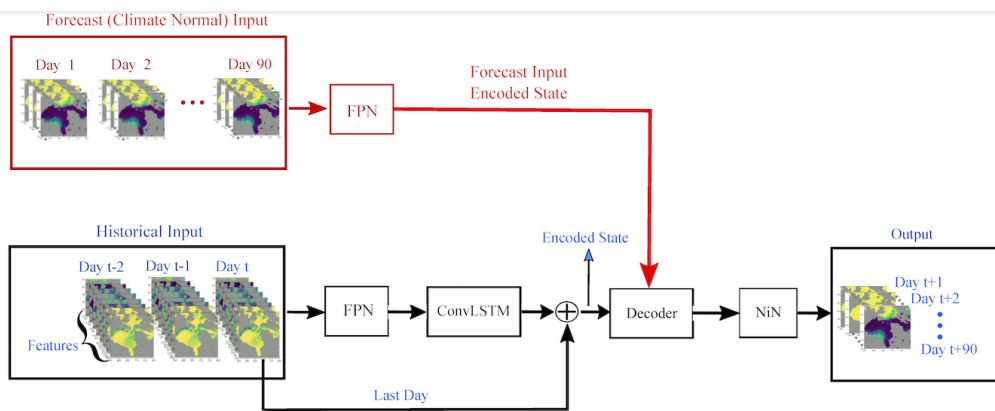 Forecast (Climate Normal) Input
Day 1
Day 2
Day 90
FPN
Forecast Input
Encoded State
Historical Input
Day t-2
Day t-1
Day t
Features
FPN
ConvLSTM
Encoded State
Decoder
NiN
Output
Day t+1
Day t+2
Day t+90
Last Day